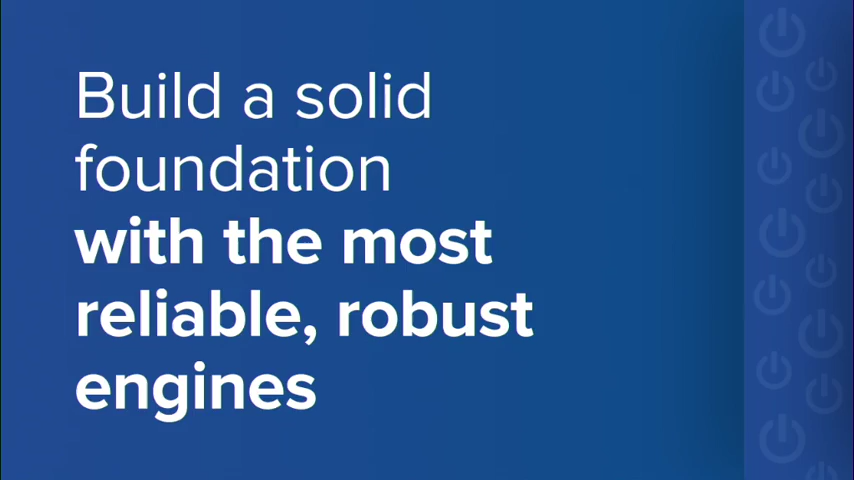 Build a solid
foundation
with the most
reliable, robust
engines